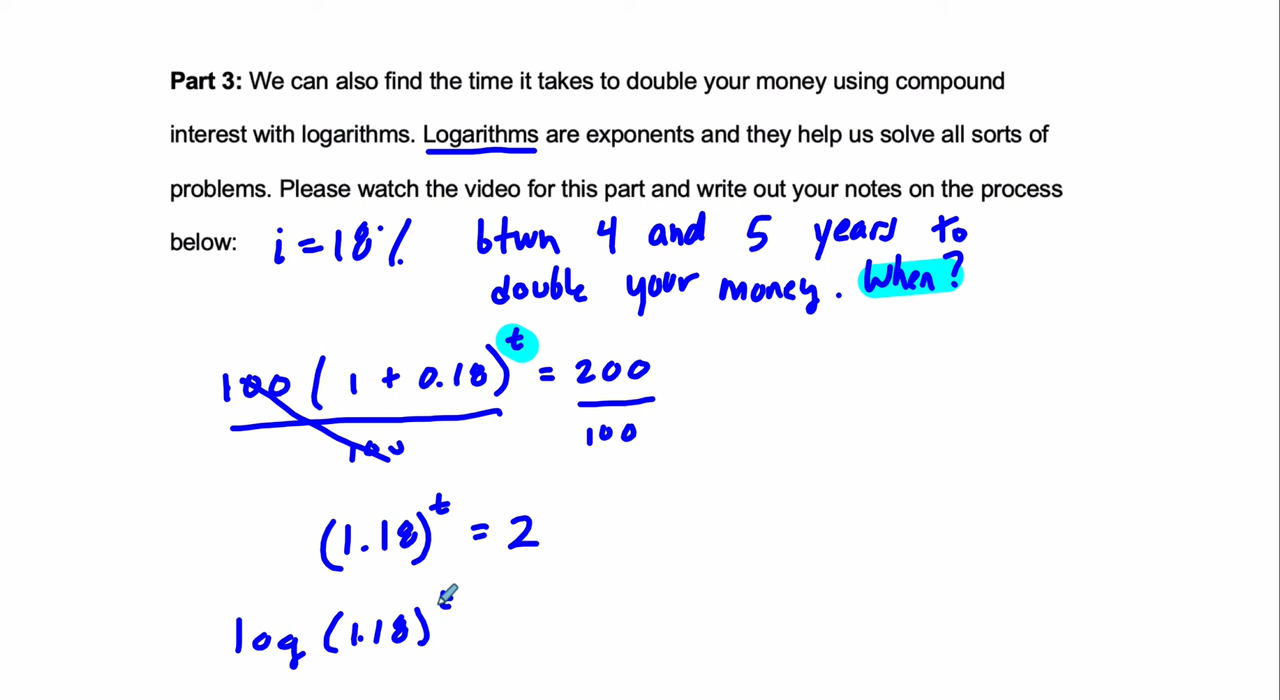 Part 3: We can also find the time it takes to double your money using compound
interest with logarithms. Logarithms are exponents and they help us solve all sorts of
problems. Please watch the video for this part and write out your notes on the process
below: i = 18% btwn 4 and 5 years to
double your money. When?
100 (1 + 0.18)^t = 200
100 100
(1.18)^t = 2
log (1.18)^t